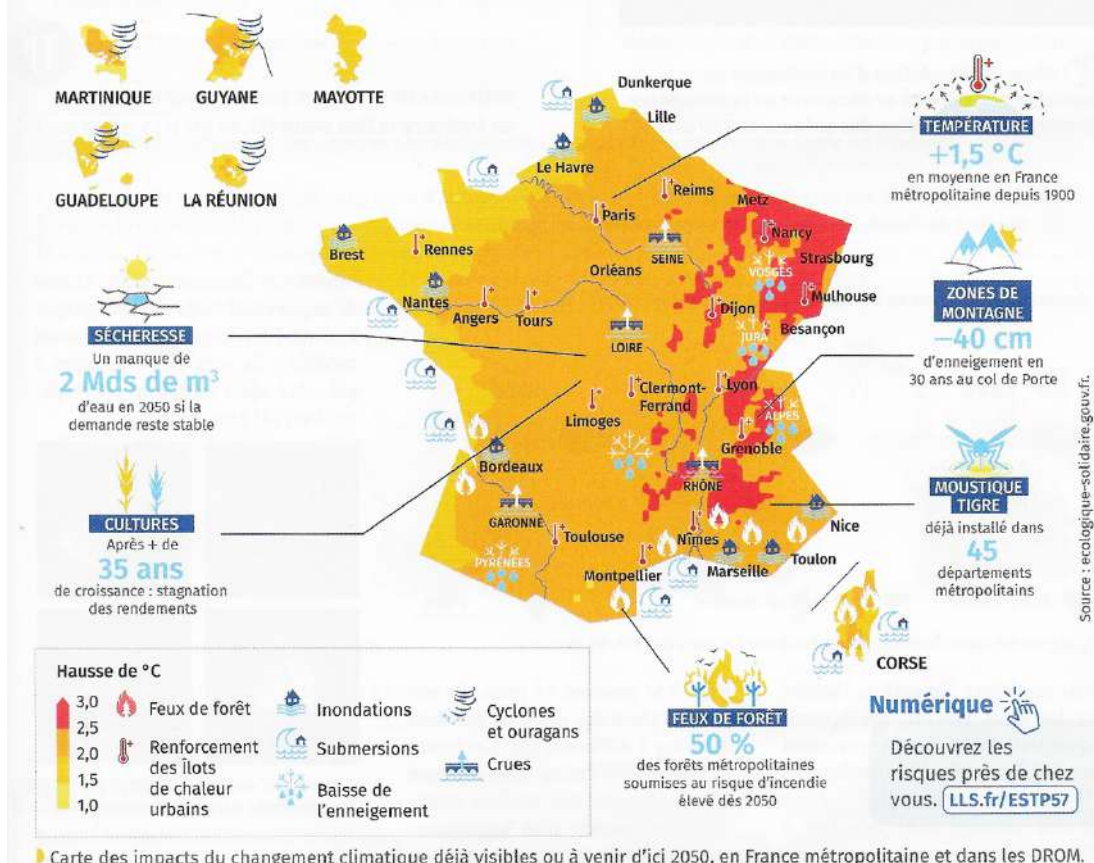 MARTINIQUE
GUYANE
MAYOTTE
GUADELOUPE
LA RÉUNION
Dunkerque
Lille
Le Havre
Reims
Metz
Paris
Nancy
Rennes
SEINE
VOSGES
Strasbourg
Brest
Orléans
Mulhouse
Nantes
Angers
Tours
Dijon
Besançon
LOIRE
JURA
Clermont-
Ferrand
Lyon
Limoges
ALPES
Grenoble
Bordeaux
RHÔNE
GARONNE
Nice
Toulouse
Nîmes
Toulon
PYRÉNÉES
Montpellier
Marseille
CORSE
TEMPÉRATURE
+1,5 °C
en moyenne en France
métropolitaine depuis 1900
ZONES DE
MONTAGNE
−40 cm
d'enneigement en
30 ans au col de Porte
MOUSTIQUE
TIGRE
déjà installé dans
45
départements
métropolitains
SÉCHERESSE
Un manque de
2 Mds de m³
d'eau en 2050 si la
demande reste stable
CULTURES
Après + de
35 ans
de croissance : stagnation
des rendements
FEUX DE FORÊT
50 %
des forêts métropolitaines
soumises au risque d'incendie
élevé dès 2050
Hausse de °C
3,0
2,5
2,0
1,5
1,0
Feux de forêt
Renforcement
des îlots
de chaleur
urbains
Inondations
Submersions
Baisse de
l'enneigement
Cyclones
et ouragans
Crues
Numérique
Découvrez les
risques près de chez
vous. LLS.fr/ESTP57
Source : ecologique-solidaire.gouv.fr.
Carte des impacts du changement climatique déjà visibles ou à venir d'ici 2050, en France métropolitaine et dans les DROM.